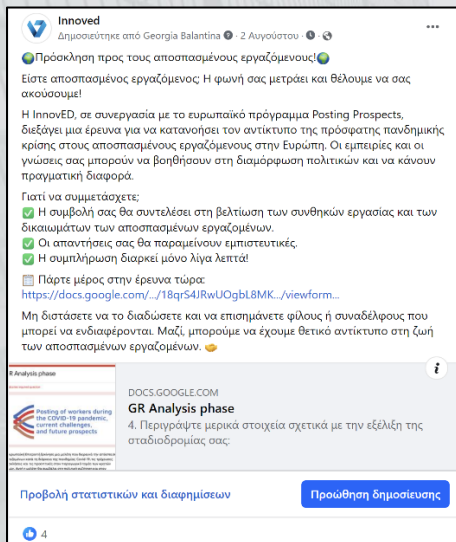 Innoved
Δημοσιεύτηκε από Georgia Balantina · 2 Αυγούστου ·
🌍Πρόσκληση προς τους αποσπασμένους εργαζόμενους!🌍
Είστε αποσπασμένος εργαζόμενος; Η φωνή σας μετράει και θέλουμε να σας
ακούσουμε!
Η InnovED, σε συνεργασία με το ευρωπαϊκό πρόγραμμα Posting Prospects,
διεξάγει μια έρευνα για να κατανοήσει τον αντίκτυπο της πρόσφατης πανδημικής
κρίσης στους αποσπασμένους εργαζόμενους στην Ευρώπη. Οι εμπειρίες και οι
γνώσεις σας μπορούν να βοηθήσουν στη διαμόρφωση πολιτικών και να κάνουν
πραγματική διαφορά.
Γιατί να συμμετάσχετε;
✅ Η συμβολή σας θα συντελέσει στη βελτίωση των συνθηκών εργασίας και των
δικαιωμάτων των αποσπασμένων εργαζομένων.
✅ Οι απαντήσεις σας θα παραμείνουν εμπιστευτικές.
✅ Η συμπλήρωση διαρκεί μόνο λίγα λεπτά!
🗓 Πάρτε μέρος στην έρευνα τώρα:
https://docs.google.com/.../18qrS4JRwUOgbL8MK.../viewform...
Μη διστάσετε να το διαδώσετε και να επισημάνετε φίλους ή συναδέλφους που
μπορεί να ενδιαφέρονται. Μαζί, μπορούμε να έχουμε θετικό αντίκτυπο στη ζωή
των αποσπασμένων εργαζομένων. 🤝
GR Analysis phase
Posting of workers during
the COVID-19 pandemic,
current challenges,
and future prospects
DOCS.GOOGLE.COM
GR Analysis phase
4. Περιγράψτε μερικά στοιχεία σχετικά με την εξέλιξη της
σταδιοδρομίας σας:
Προβολή στατιστικών και διαφημίσεων
Προώθηση δημοσίευσης
4